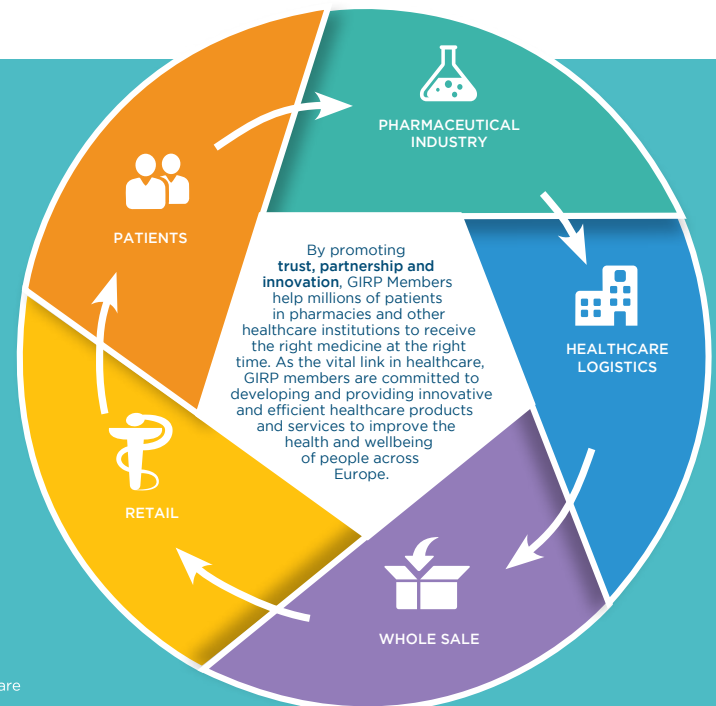 PHARMACEUTICAL
INDUSTRY
HEALTHCARE
LOGISTICS
WHOLE SALE
RETAIL
PATIENTS
By promoting
trust, partnership and
innovation, GIRP Members
help millions of patients
in pharmacies and other
healthcare institutions to receive
the right medicine at the right
time. As the vital link in healthcare,
GIRP members are committed to
developing and providing innovative
and efficient healthcare products
and services to improve the
health and wellbeing
of people across
Europe.
are